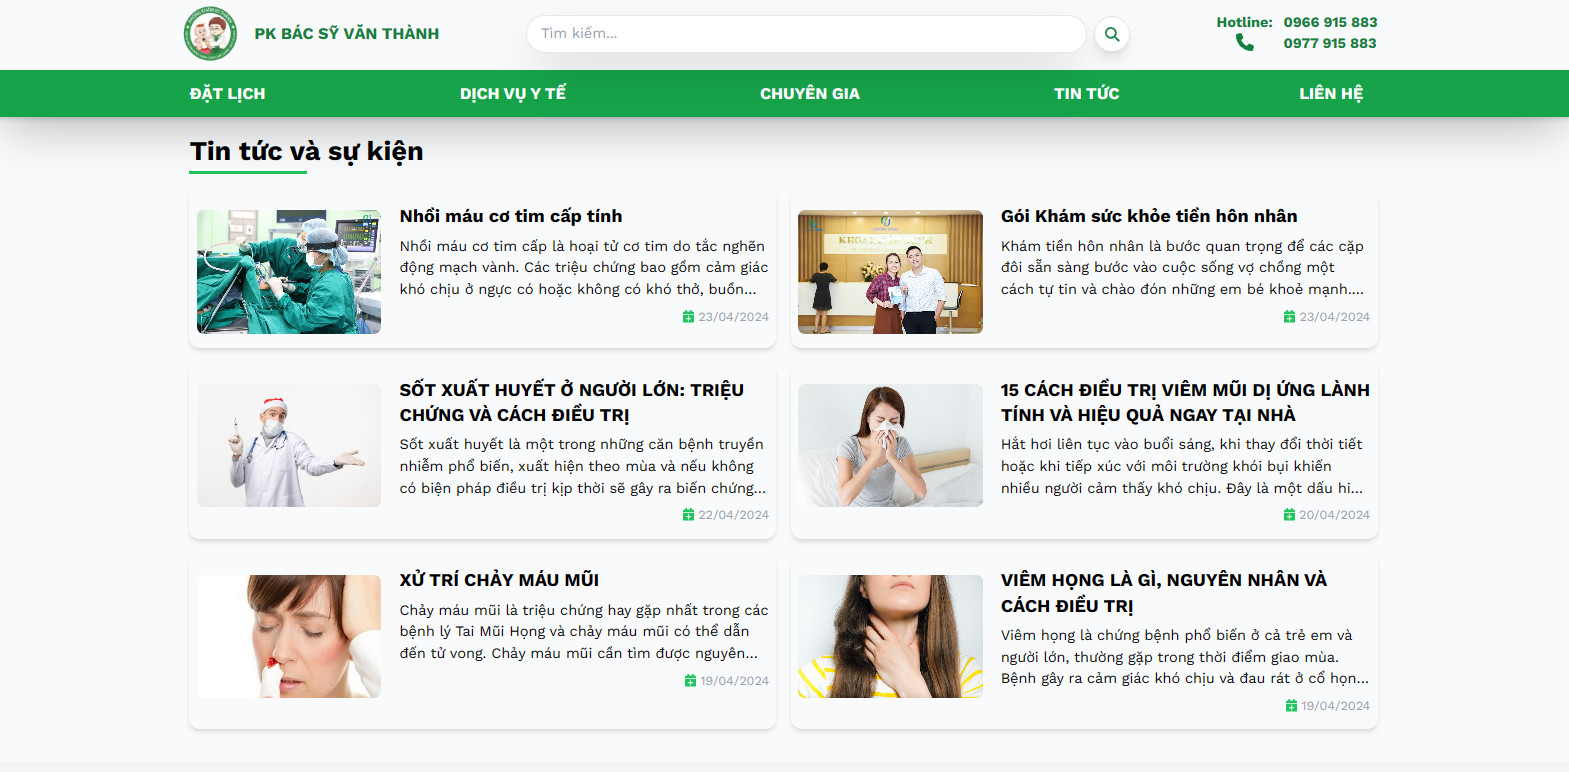 PK BÁC SỸ VĂN THÀNH
Tìm kiếm...
Hotline: 0966 915 883
0977 915 883
ĐẶT LỊCH
DỊCH VỤ Y TẾ
CHUYÊN GIA
TIN TỨC
LIÊN HỆ
Tin tức và sự kiện
Nhồi máu cơ tim cấp tính
Nhồi máu cơ tim cấp là hoại tử cơ tim do tắc nghẽn
động mạch vành. Các triệu chứng bao gồm cảm giác
khó chịu ở ngực có hoặc không có khó thở, buồn...
23/04/2024
Gói Khám sức khỏe tiền hôn nhân
Khám tiền hôn nhân là bước quan trọng để các cặp
đôi sẵn sàng bước vào cuộc sống vợ chồng một
cách tự tin và chào đón những em bé khoẻ mạnh....
23/04/2024
SỐT XUẤT HUYẾT Ở NGƯỜI LỚN: TRIỆU
CHỨNG VÀ CÁCH ĐIỀU TRỊ
Sốt xuất huyết là một trong những căn bệnh truyền
nhiễm phổ biến, xuất hiện theo mùa và nếu không
có biện pháp điều trị kịp thời sẽ gây ra biến chứng...
22/04/2024
15 CÁCH ĐIỀU TRỊ VIÊM MŨI DỊ ỨNG LÀNH
TÍNH VÀ HIỆU QUẢ NGAY TẠI NHÀ
Hắt hơi liên tục vào buổi sáng, khi thay đổi thời tiết
hoặc khi tiếp xúc với môi trường khói bụi khiến
nhiều người cảm thấy khó chịu. Đây là một dấu hi...
20/04/2024
XỬ TRÍ CHẢY MÁU MŨI
Chảy máu mũi là triệu chứng hay gặp nhất trong các
bệnh lý Tai Mũi Họng và chảy máu mũi có thể dẫn
đến tử vong. Chảy máu mũi cần tìm được nguyên...
19/04/2024
VIÊM HỌNG LÀ GÌ, NGUYÊN NHÂN VÀ
CÁCH ĐIỀU TRỊ
Viêm họng là chứng bệnh phổ biến ở cả trẻ em và
người lớn, thường gặp trong thời điểm giao mùa.
Bệnh gây ra cảm giác khó chịu và đau rát ở cổ họn...
19/04/2024